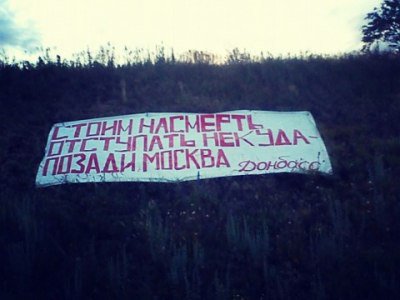 СТОИМ НАСМЕРТЬ
ОТСТУПАТЬ НЕКУДА-
ПОЗАДИ МОСКВА Донбасс